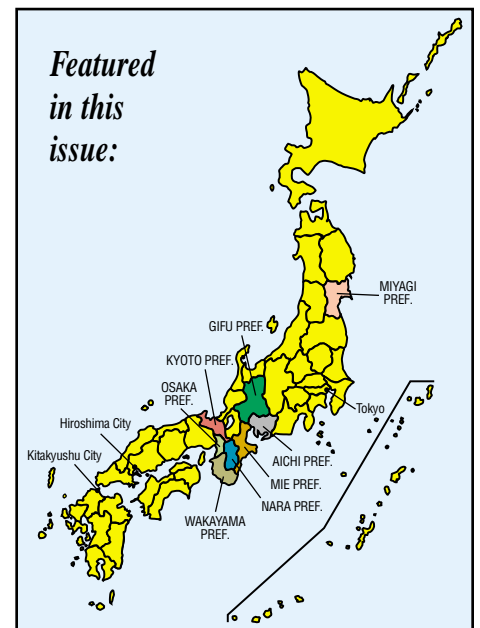 Featured
in this
issue:
MIYAGI
PREF.
GIFU PREF.
KYOTO PREF.
OSAKA
PREF.
Tokyo
Hiroshima City
Kitakyushu City
AICHI PREF.
MIE PREF.
NARA PREF.
WAKAYAMA
PREF.